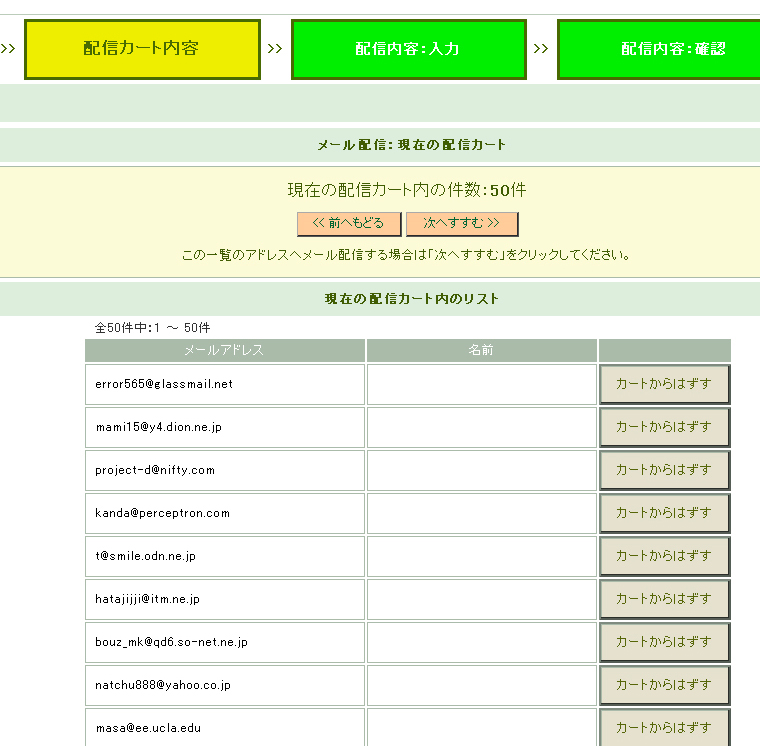 >> 配信カート内容 >> 配信内容:入力 >> 配信内容:確認
メール配信:現在の配信カート
現在の配信カート内の件数:50件
<< 前へもどる 次へすすむ >>
この一覧のアドレスへメール配信する場合は「次へすすむ」をクリックしてください。
現在の配信カート内のリスト
全50件中:1 ～ 50件
メールアドレス 名前
error565@glassmail.net カートからはずす
mami15@y4.dion.ne.jp カートからはずす
project-d@nifty.com カートからはずす
kanda@perceptron.com カートからはずす
t@smile.odn.ne.jp カートからはずす
hatajijji@itm.ne.jp カートからはずす
bouz_mk@qd6.so-net.ne.jp カートからはずす
natchu888@yahoo.co.jp カートからはずす
masa@ee.ucla.edu カートからはずす